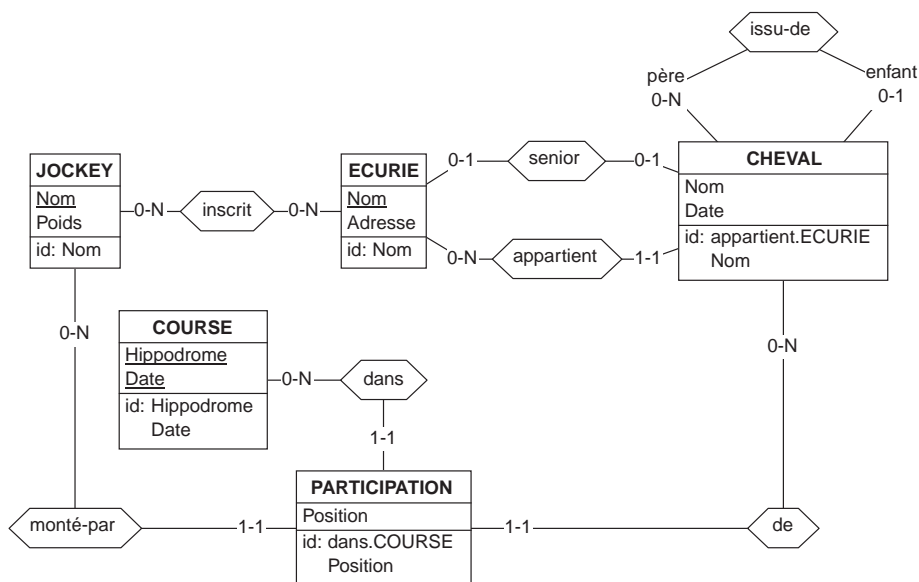 issu-de
père
enfant
0-N
0-1
JOCKEY
Nom
Poids
id: Nom
0-N
inscrit
0-N
ECURIE
Nom
Adresse
id: Nom
0-1
senior
0-1
0-N
appartient
1-1
CHEVAL
Nom
Date
id: appartient.ECURIE
Nom
0-N
COURSE
Hippodrome
Date
id: Hippodrome
Date
0-N
dans
1-1
0-N
PARTICIPATION
Position
id: dans.COURSE
Position
monté-par
1-1
1-1
de